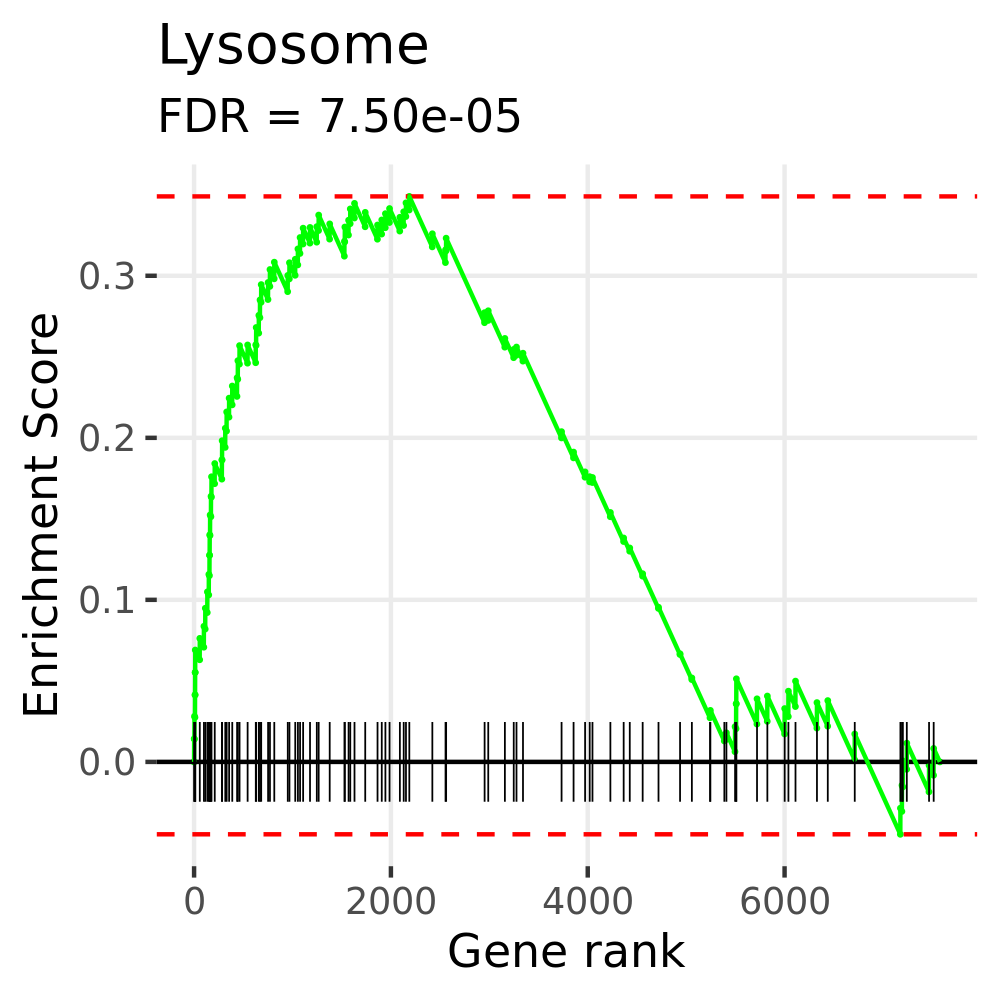 Lysosome
FDR = 7.50e-05
Enrichment Score
0.3
0.2
0.1
0.0
0 2000 4000 6000
Gene rank